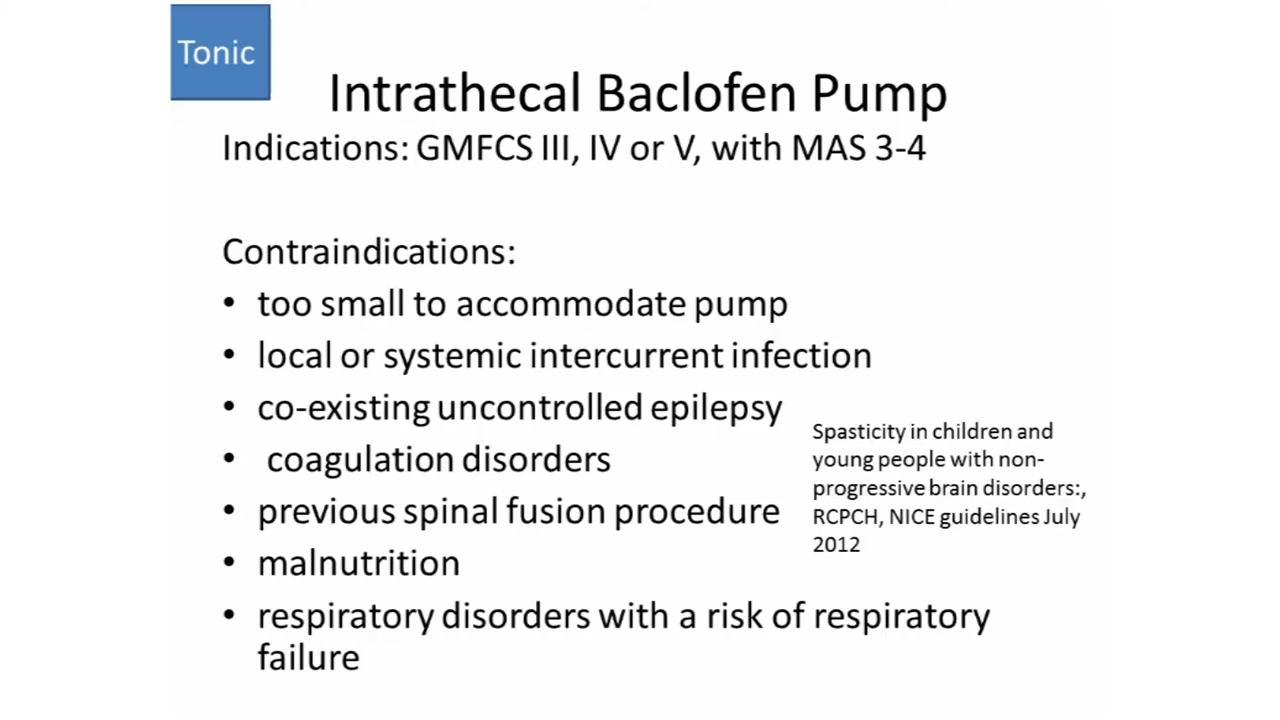 Tonic
Intrathecal Baclofen Pump
Indications: GMFCS III, IV or V, with MAS 3-4
Contraindications:
• too small to accommodate pump
• local or systemic intercurrent infection
• co-existing uncontrolled epilepsy
• coagulation disorders
• previous spinal fusion procedure
• malnutrition
• respiratory disorders with a risk of respiratory
failure
Spasticity in children and
young people with non-
progressive brain disorders:,
RCPCH, NICE guidelines July
2012